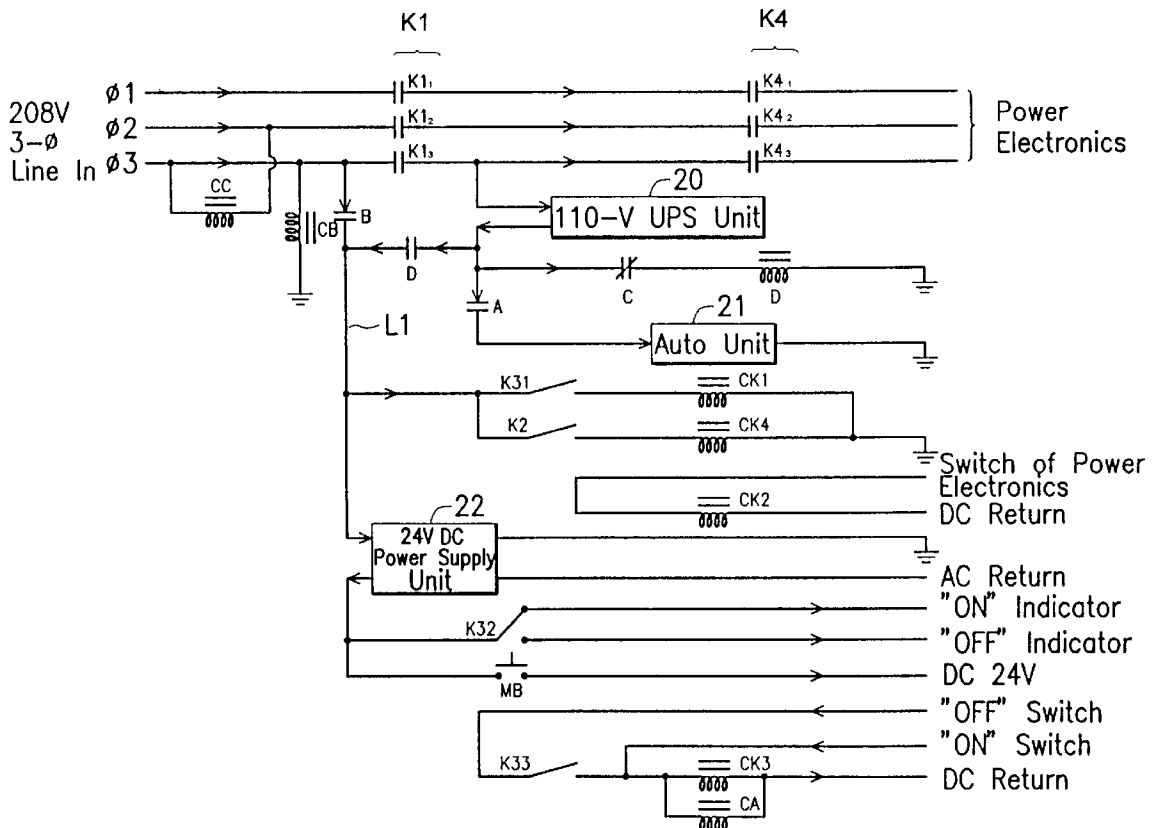 K1
K4
208V
3-ø
Line In
ø1
ø2
ø3
K1₁
K1₂
K1₃
K4₁
K4₂
K4₃
Power
Electronics
CC
CB
B
20
110-V UPS Unit
D
C
D
A
L1
21
Auto Unit
K31
CK1
K2
CK4
Switch of Power
Electronics
CK2
DC Return
22
24V DC
Power Supply
Unit
AC Return
"ON" Indicator
K32
"OFF" Indicator
MB
DC 24V
"OFF" Switch
"ON" Switch
K33
CK3
DC Return
CA